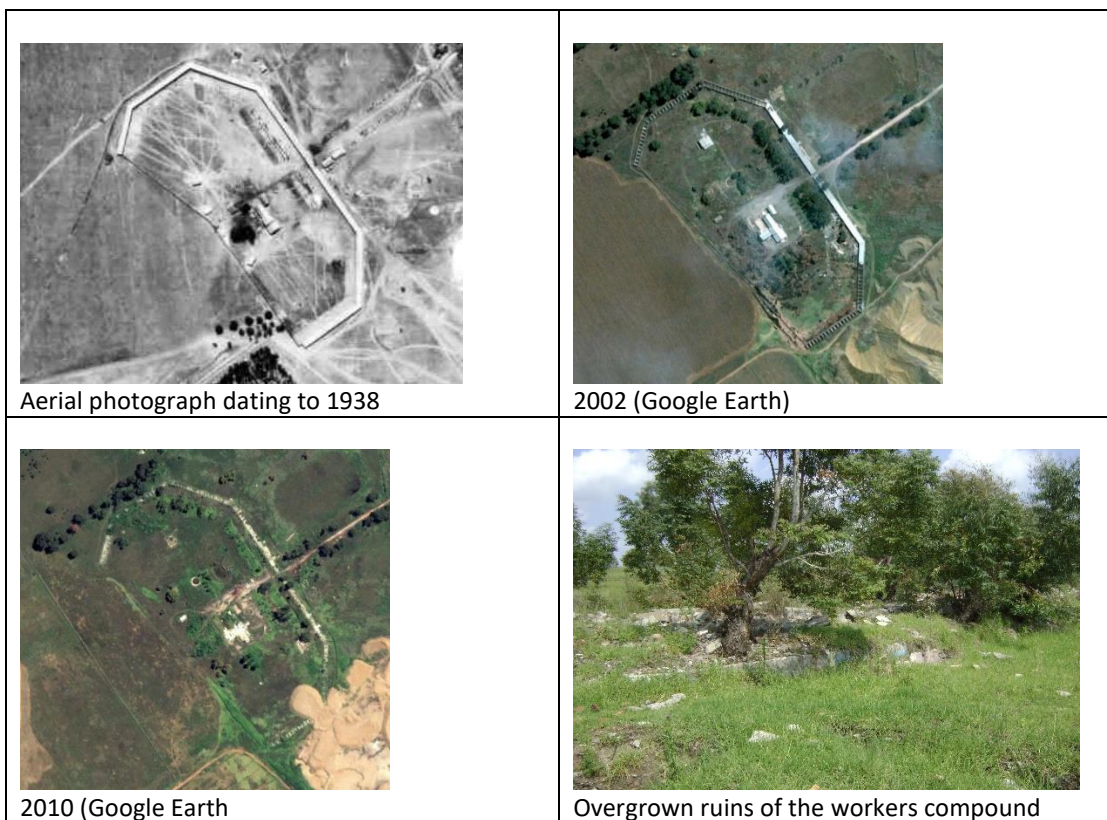 Aerial photograph dating to 1938
2002 (Google Earth)
2010 (Google Earth
Overgrown ruins of the workers compound